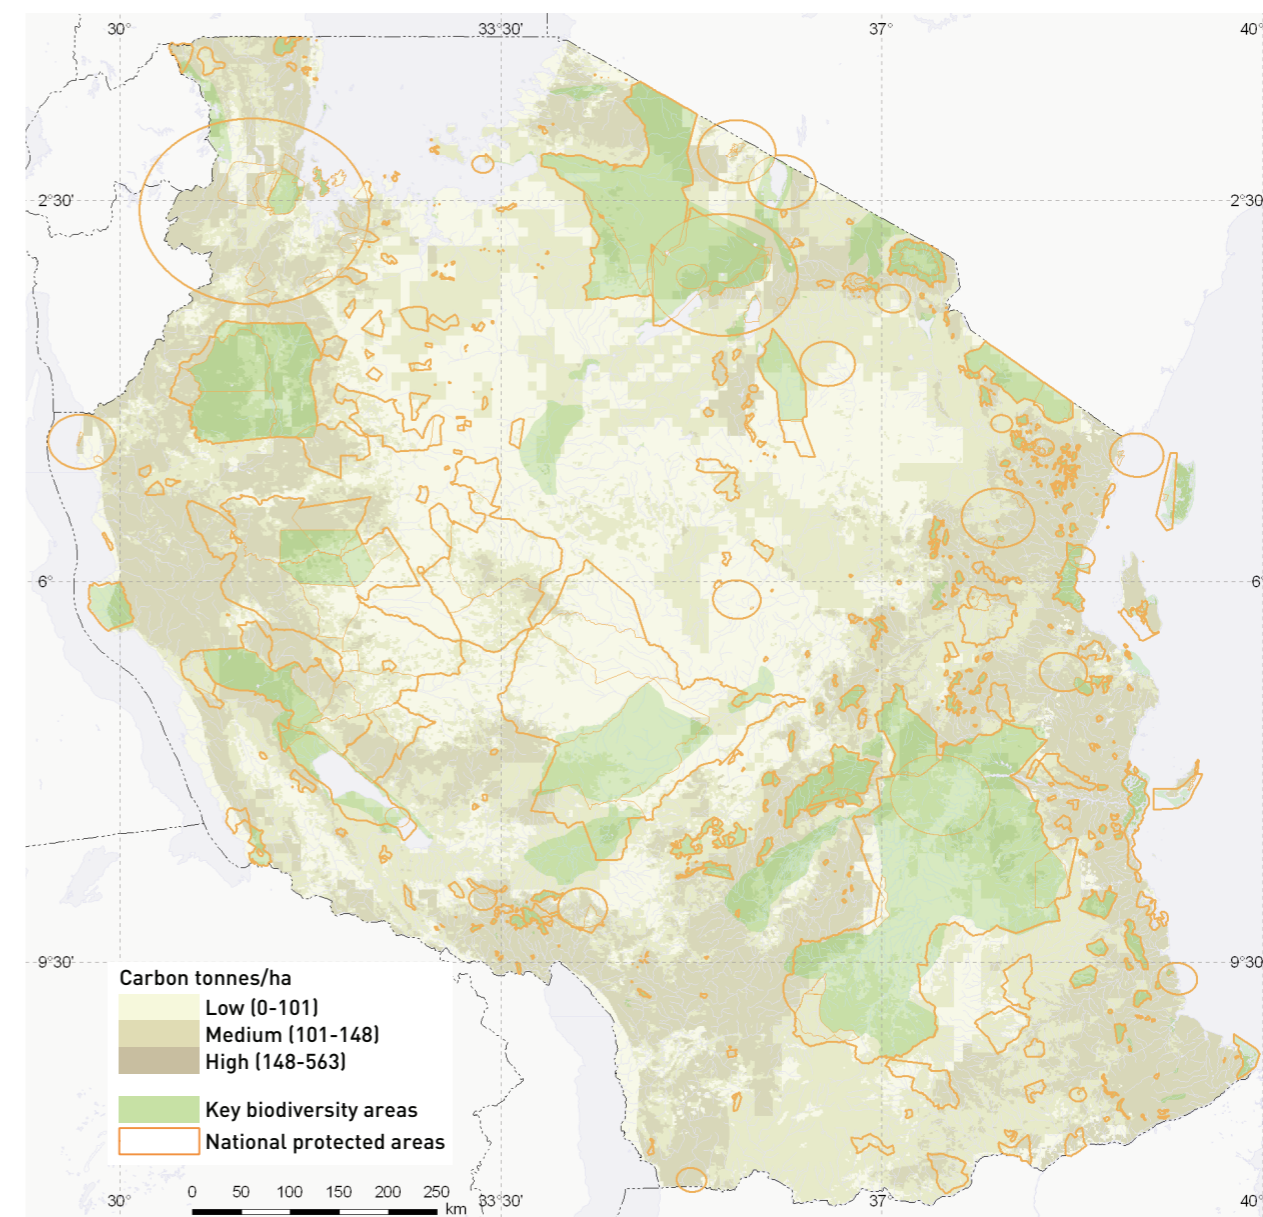 30°
33°30'
37°
40°
2°30'
2°30'
6°
6°
9°30'
9°30'
Carbon tonnes/ha
Low (0-101)
Medium (101-148)
High (148-563)
Key biodiversity areas
National protected areas
0 50 100 150 200 250
km
30°
33°30'
37°
40°